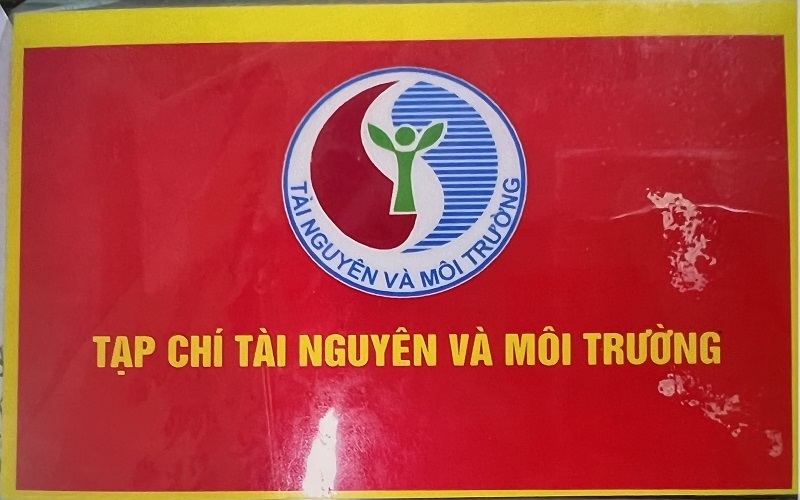 TÀI NGUYÊN VÀ MÔI TRƯỜNG
TẠP CHÍ TÀI NGUYÊN VÀ MÔI TRƯỜNG